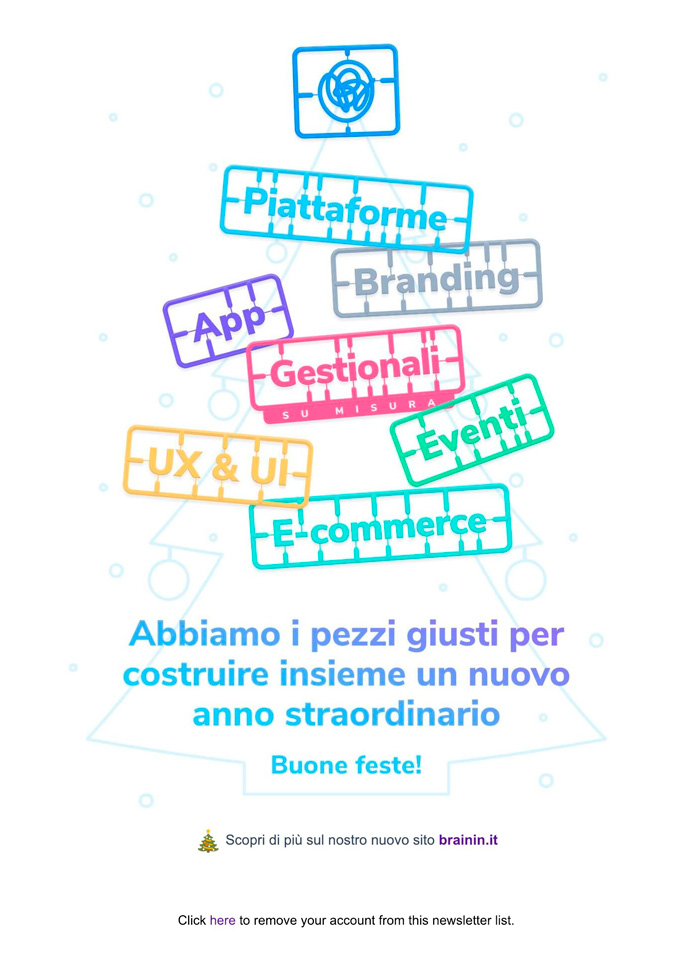 Piattaforme
Branding
App
Gestionali
SU MISURA
Eventi
UX & UI
E-commerce
Abbiamo i pezzi giusti per
costruire insieme un nuovo
anno straordinario
Buone feste!
Scopri di più sul nostro nuovo sito brainin.it
Click here to remove your account from this newsletter list.